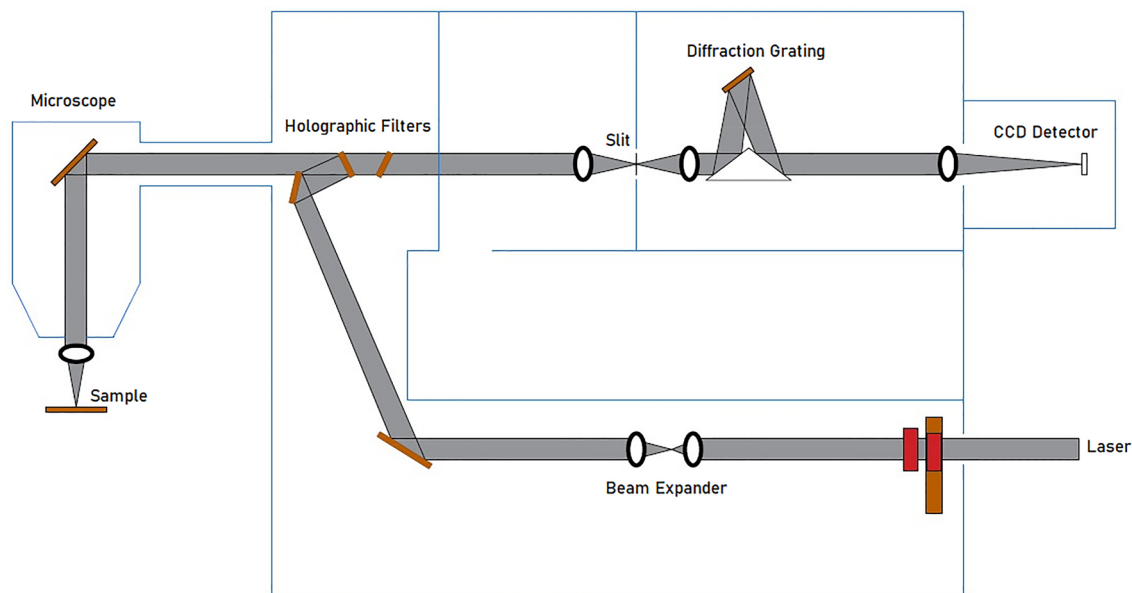 Diffraction Grating
Microscope
Holographic Filters
Slit
CCD Detector
Sample
Laser
Beam Expander